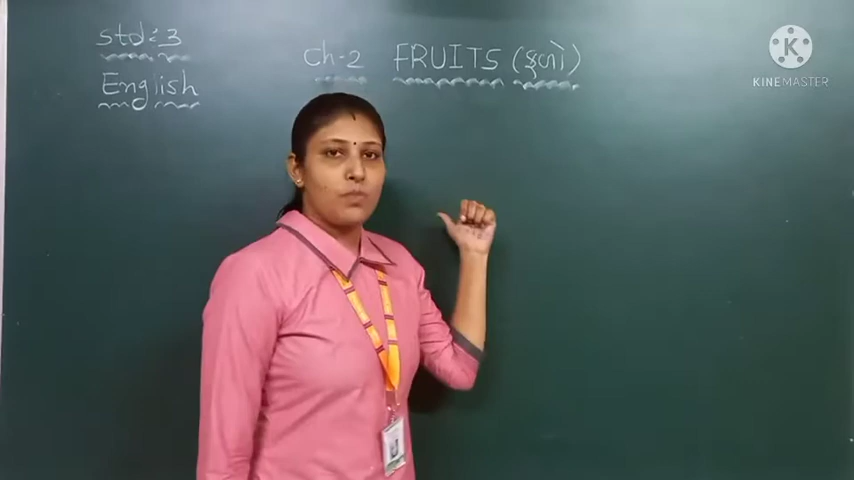 std:3
English
Ch-2 FRUITS (ફળો)
K
KINEMASTER